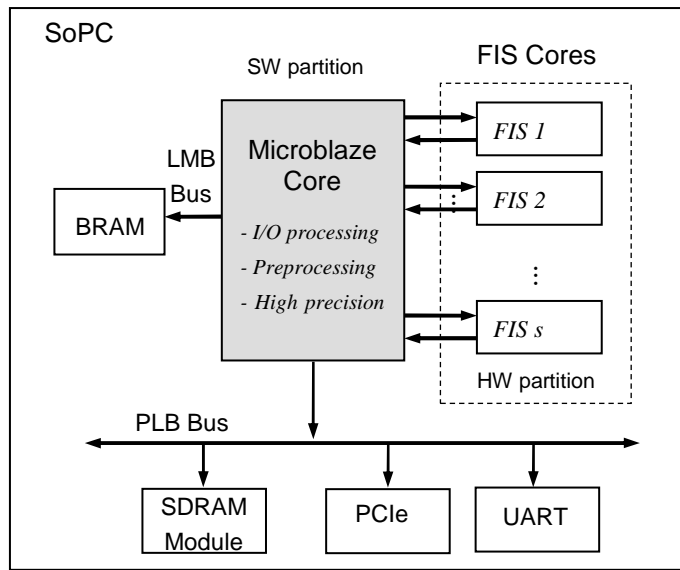 SoPC
SW partition
FIS Cores
LMB
Bus
BRAM
Microblaze
Core
- I/O processing
- Preprocessing
- High precision
FIS 1
FIS 2
⋮
⋮
FIS s
HW partition
PLB Bus
SDRAM
Module
PCIe
UART